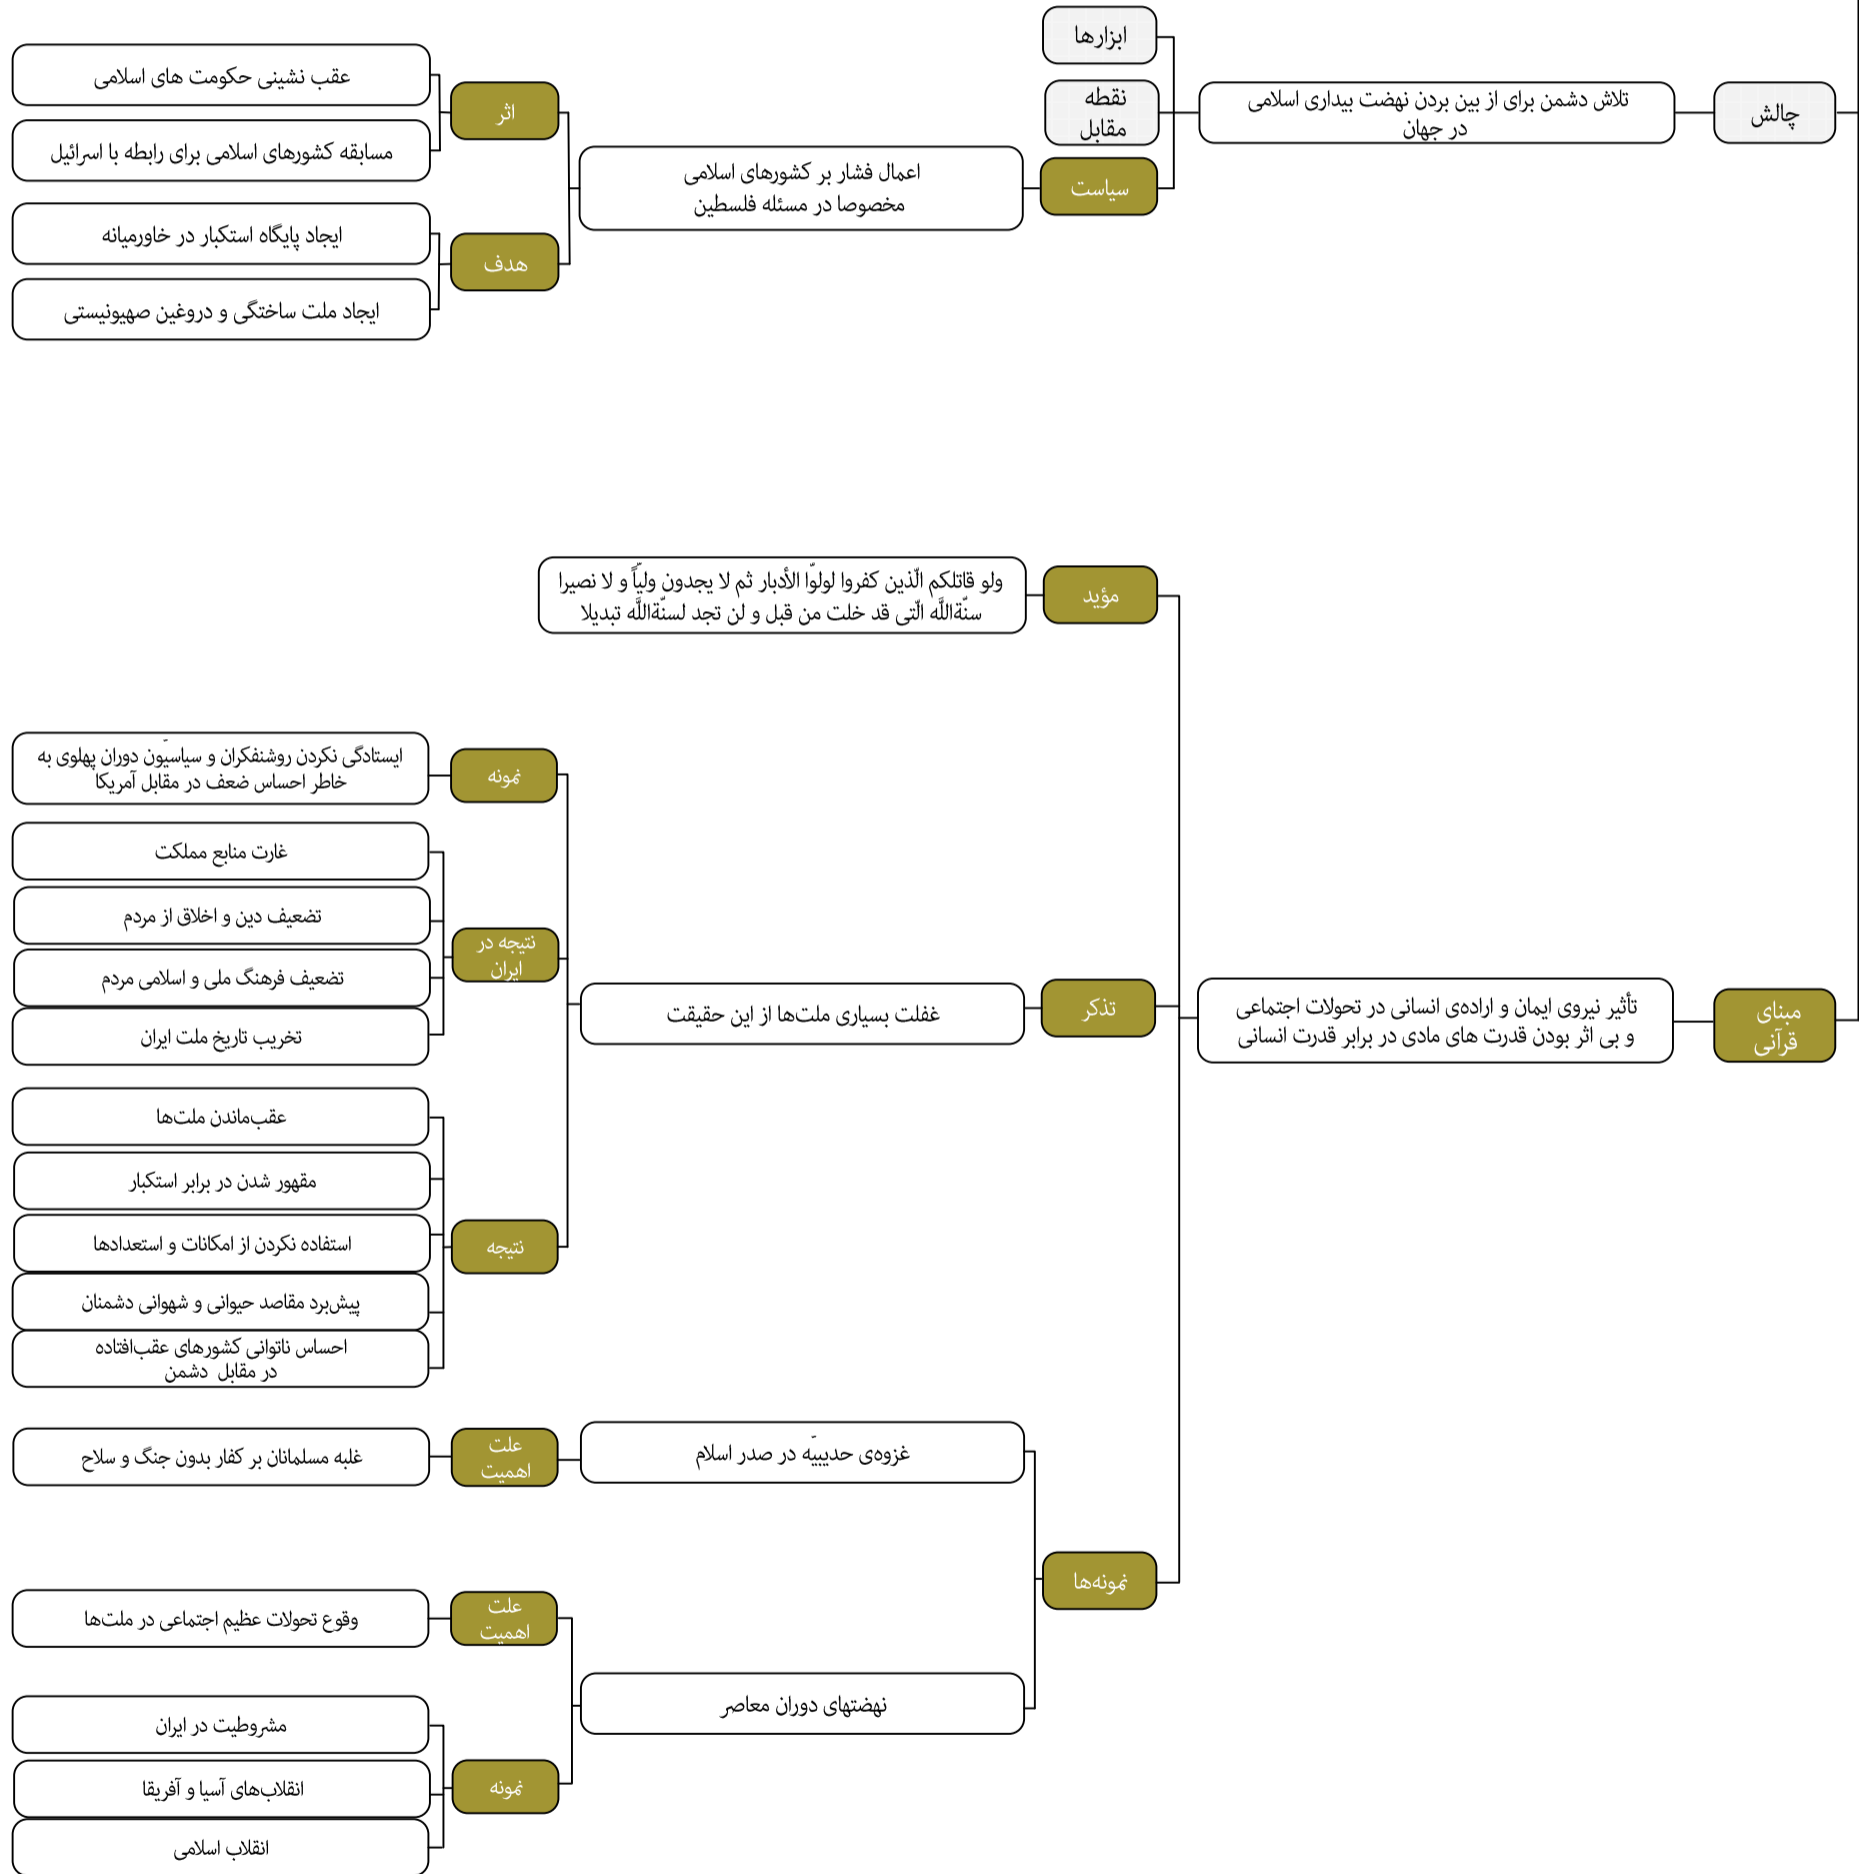 چالش
تلاش دشمن برای از بین بردن نهضت بیداری اسلامی
در جهان
ابزارها
نقطه
مقابل
سیاست
اعمال فشار بر کشورهای اسلامی
مخصوصا در مسئله فلسطین
اثر
عقب نشینی حکومت های اسلامی
مسابقه کشورهای اسلامی برای رابطه با اسرائیل
هدف
ایجاد پایگاه استکبار در خاورمیانه
ایجاد ملت ساختگی و دروغین صهیونیستی
مبنای
قرآنی
تأثیر نیروی ایمان و اراده‌ی انسانی در تحولات اجتماعی
و بی اثر بودن قدرت های مادی در برابر قدرت انسانی
مؤید
ولو قاتلکم الّذین کفروا لولوّا الأدبار ثم لا یجدون ولیّاً و لا نصیرا
سنّةاللَّه الّتی قد خلت من قبل و لن تجد لسنّةاللَّه تبدیلا
تذکر
غفلت بسیاری ملت‌ها از این حقیقت
نمونه
ایستادگی نکردن روشنفکران و سیاسیّون دوران پهلوی به
خاطر احساس ضعف در مقابل آمریکا
نتیجه در
ایران
غارت منابع مملکت
تضعیف دین و اخلاق از مردم
تضعیف فرهنگ ملی و اسلامی مردم
تخریب تاریخ ملت ایران
نتیجه
عقب‌ماندن ملت‌ها
مقهور شدن در برابر استکبار
استفاده نکردن از امکانات و استعدادها
پیش‌برد مقاصد حیوانی و شهوانی دشمنان
احساس ناتوانی کشورهای عقب‌افتاده
در مقابل دشمن
نمونه‌ها
غزوه‌ی حدیبیّه در صدر اسلام
علت
اهمیت
غلبه مسلمانان بر کفار بدون جنگ و سلاح
نهضتهای دوران معاصر
علت
اهمیت
وقوع تحولات عظیم اجتماعی در ملت‌ها
نمونه
مشروطیت در ایران
انقلاب‌های آسیا و آفریقا
انقلاب اسلامی